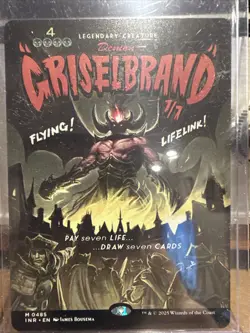 4
LEGENDARY CREATURE
Demon
"GRISELBRAND"
7/7
FLYING!
LIFELINK!
PAY seven LIFE...
...DRAW seven CARDS
M 0485
INR • EN James Bousema
™ & © 2025 Wizards of the Coast